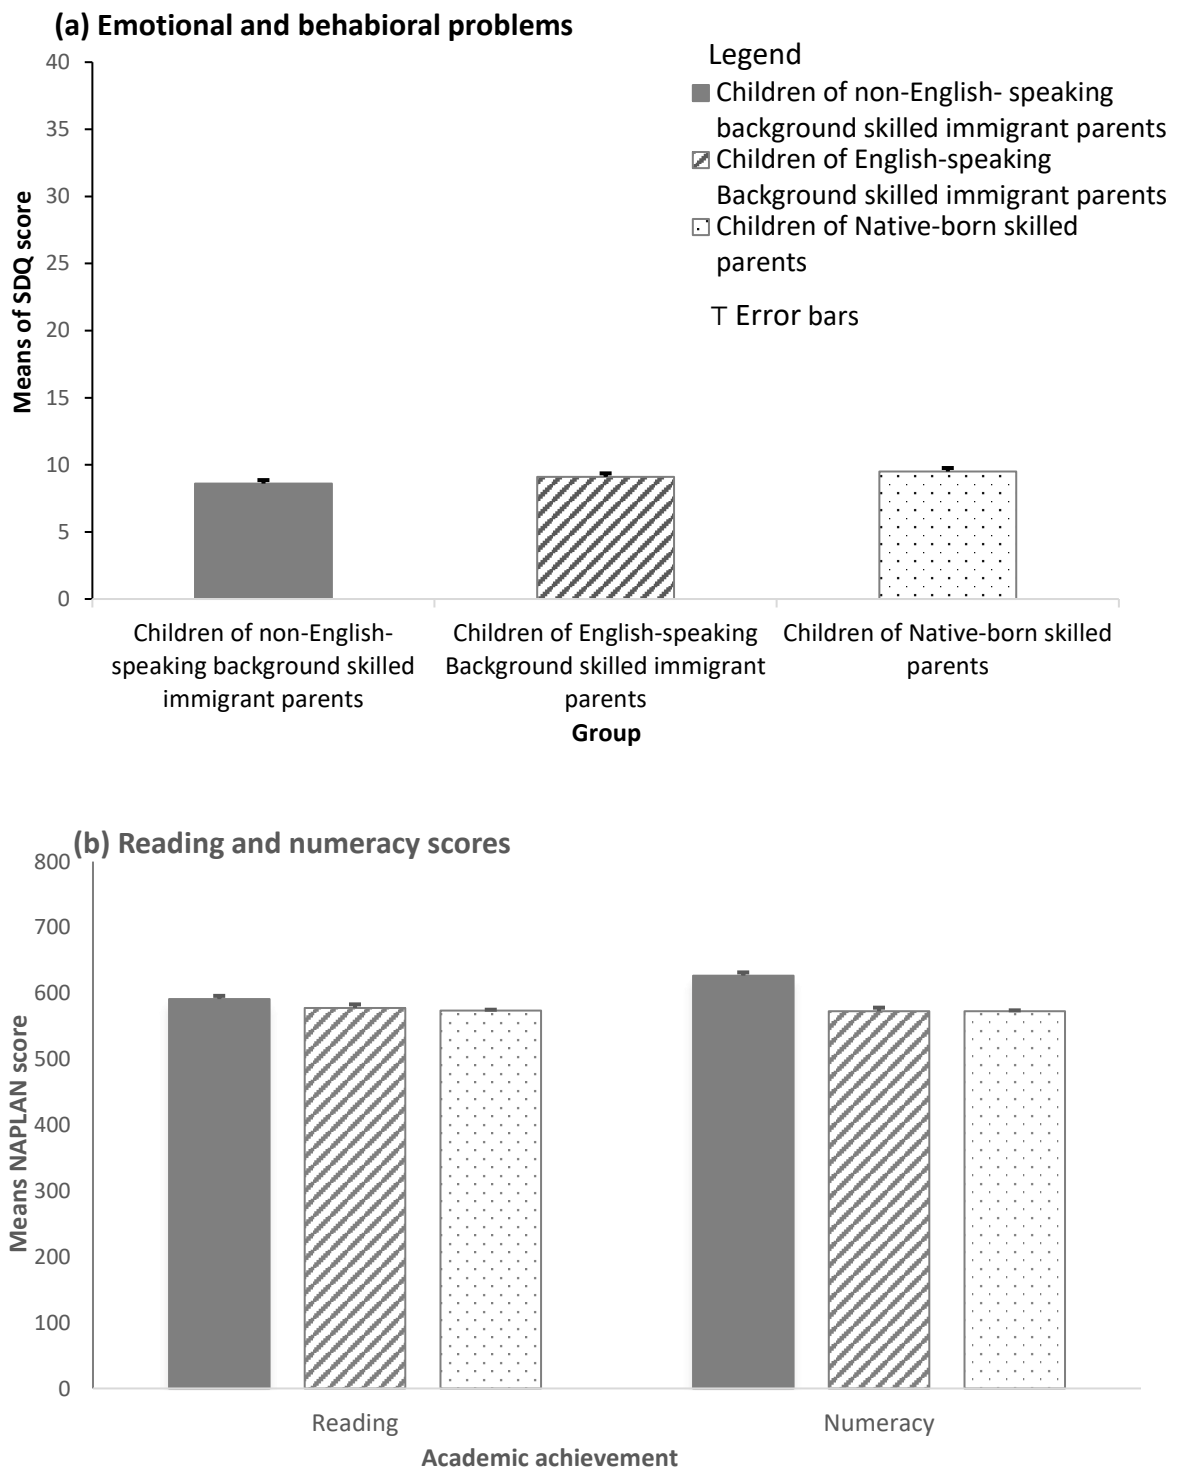 (a) Emotional and behabioral problems
40
35
30
25
20
15
10
5
0
Means of SDQ score
Legend
Children of non-English- speaking
background skilled immigrant parents
Children of English-speaking
Background skilled immigrant parents
Children of Native-born skilled
parents
Error bars
Children of non-English-
speaking background skilled
immigrant parents
Children of English-speaking
Background skilled immigrant
parents
Children of Native-born skilled
parents
Group
(b) Reading and numeracy scores
800
700
600
500
400
300
200
100
0
Means NAPLAN score
Reading
Numeracy
Academic achievement